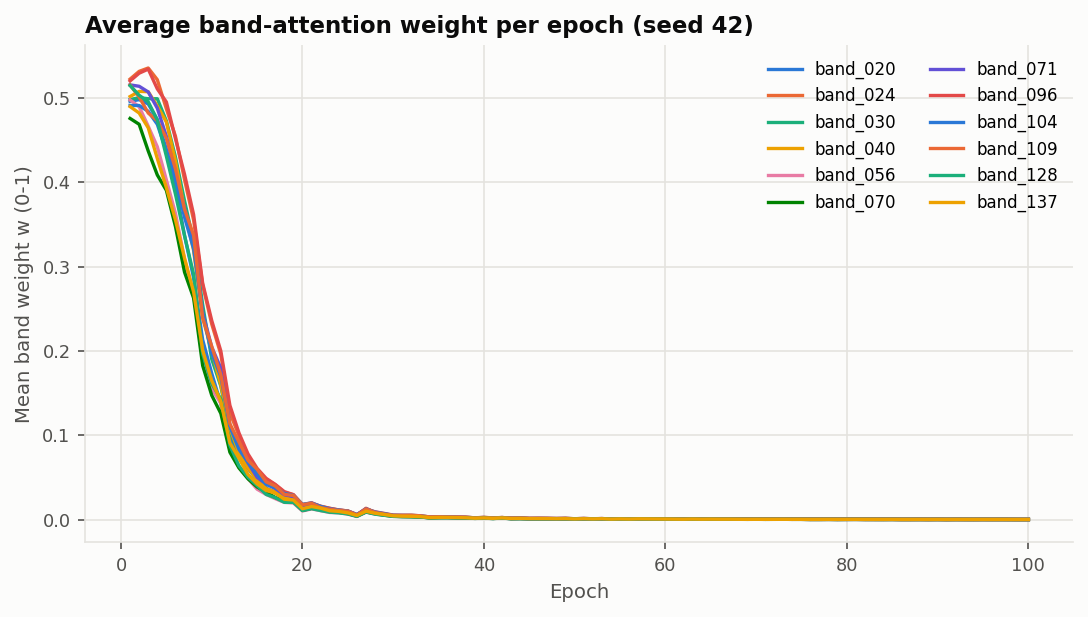 Average band-attention weight per epoch (seed 42)
Mean band weight w (0-1)
0.5
0.4
0.3
0.2
0.1
0.0
band_020
band_024
band_030
band_040
band_056
band_070
band_071
band_096
band_104
band_109
band_128
band_137
0 20 40 60 80 100
Epoch